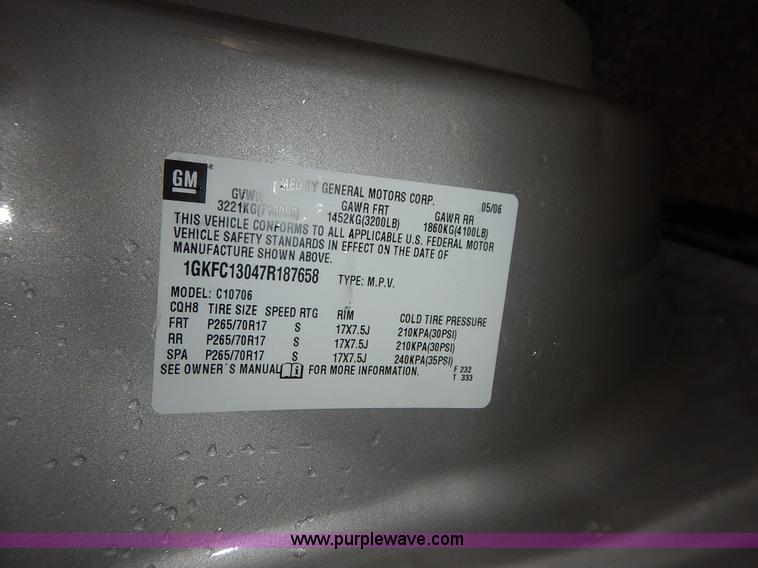 GM
MFD BY GENERAL MOTORS CORP. 05/06
GVWR GAWR FRT GAWR RR
3221KG(7100LB) 1452KG(3200LB) 1860KG(4100LB)
THIS VEHICLE CONFORMS TO ALL APPLICABLE U.S. FEDERAL MOTOR
VEHICLE SAFETY STANDARDS IN EFFECT ON THE DATE OF
MANUFACTURE SHOWN ABOVE.
1GKFC13047R187658 TYPE: M.P.V.
MODEL: C10706
CQH8 TIRE SIZE SPEED RTG RIM COLD TIRE PRESSURE
FRT P265/70R17 S 17X7.5J 210KPA(30PSI)
RR P265/70R17 S 17X7.5J 210KPA(30PSI)
SPA P265/70R17 S 17X7.5J 240KPA(35PSI)
SEE OWNER'S MANUAL i FOR MORE INFORMATION. F 232
T 333
www.purplewave.com